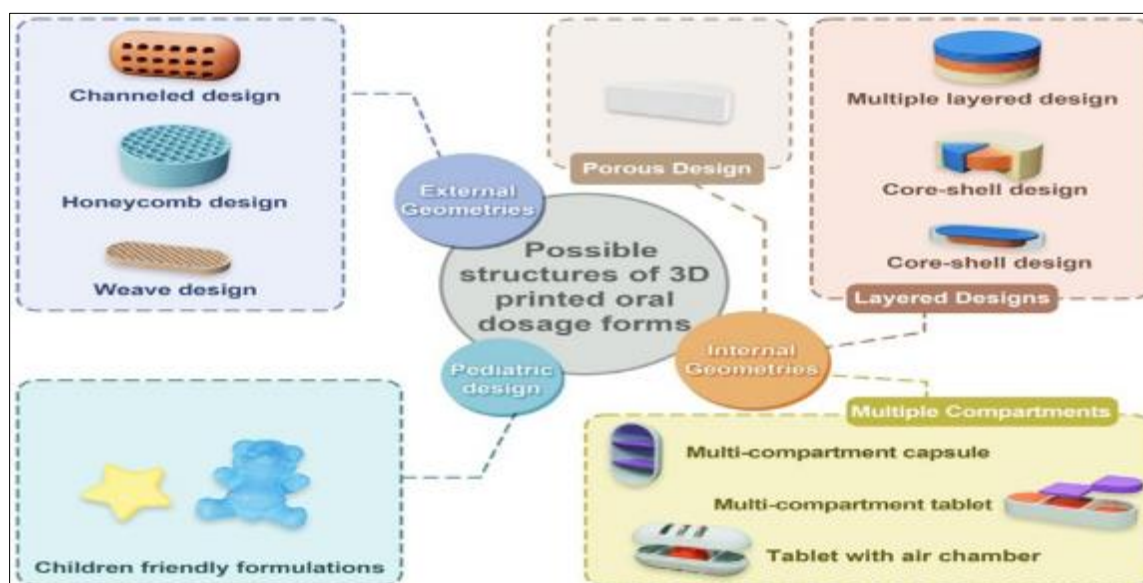 Channeled design
Honeycomb design
Weave design
External
Geometries
Porous Design
Multiple layered design
Core-shell design
Core-shell design
Layered Designs
Possible
structures of 3D
printed oral
dosage forms
Pediatric
design
Internal
Geometries
Children friendly formulations
Multiple Compartments
Multi-compartment capsule
Multi-compartment tablet
Tablet with air chamber